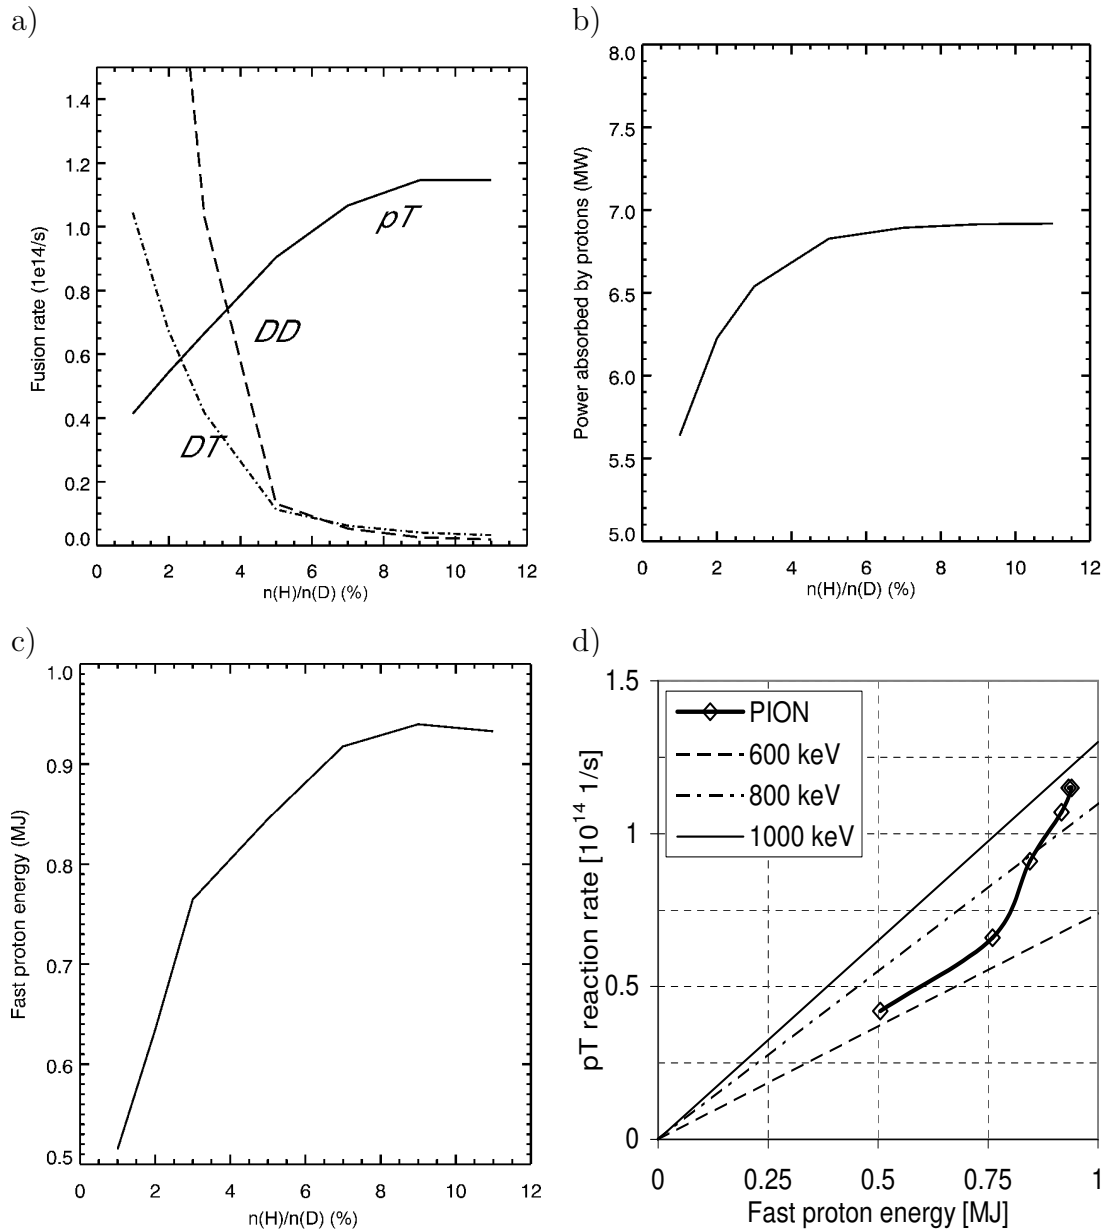 a)
Fusion rate (1e14/s)
1.4
1.2
1.0
0.8
0.6
0.4
0.2
0.0
pT
DD
DT
0 2 4 6 8 10 12
n(H)/n(D) (%)
b)
Power absorbed by protons (MW)
8.0
7.5
7.0
6.5
6.0
5.5
5.0
0 2 4 6 8 10 12
n(H)/n(D) (%)
c)
Fast proton energy (MJ)
1.0
0.9
0.8
0.7
0.6
0.5
0 2 4 6 8 10 12
n(H)/n(D) (%)
d)
pT reaction rate [10^14 1/s]
1.5
1
0.5
0
PION
600 keV
800 keV
1000 keV
0 0.25 0.5 0.75 1
Fast proton energy [MJ]